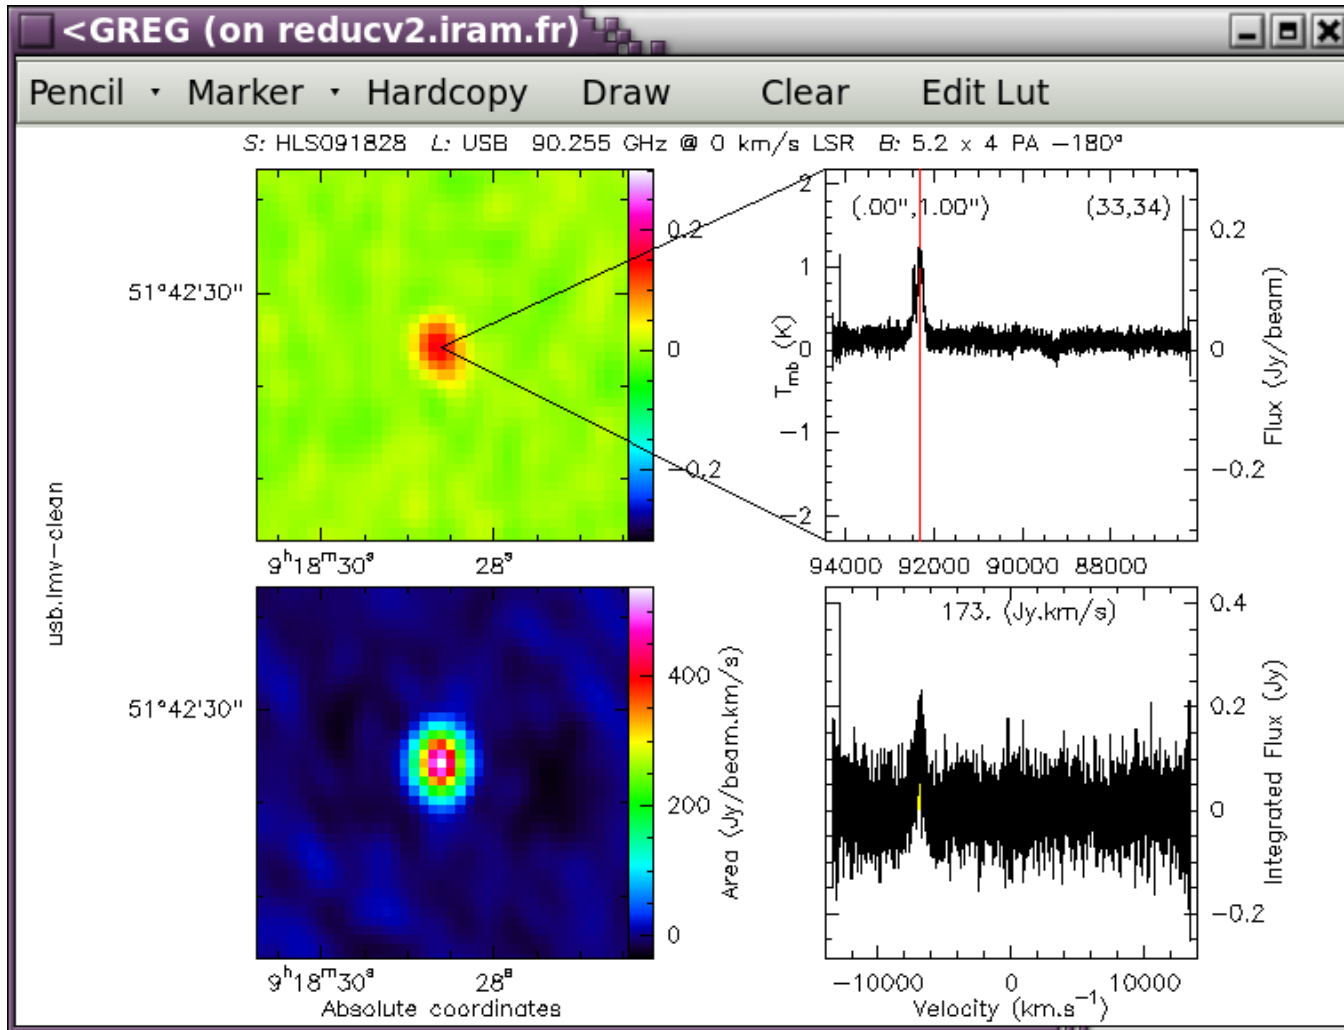 <GREG (on reducv2.iram.fr)
Pencil Marker Hardcopy Draw Clear Edit Lut
S: HLS091828 L: USB 90.255 GHz @ 0 km/s LSR B: 5.2 x 4 PA −180°
usb.lmv−clean
51°42'30"
9ʰ18ᵐ30ˢ 28ˢ
0.2
0
−0.2
(.00",1.00") (33,34)
2
1
0
−1
−2
T_mb (K)
0.2
0
−0.2
Flux (Jy/beam)
94000 92000 90000 88000
51°42'30"
9ʰ18ᵐ30ˢ 28ˢ
Absolute coordinates
400
200
0
Area (Jy/beam.km/s)
173. (Jy.km/s)
0.4
0.2
0
−0.2
Integrated Flux (Jy)
−10000 0 10000
Velocity (km.s⁻¹)